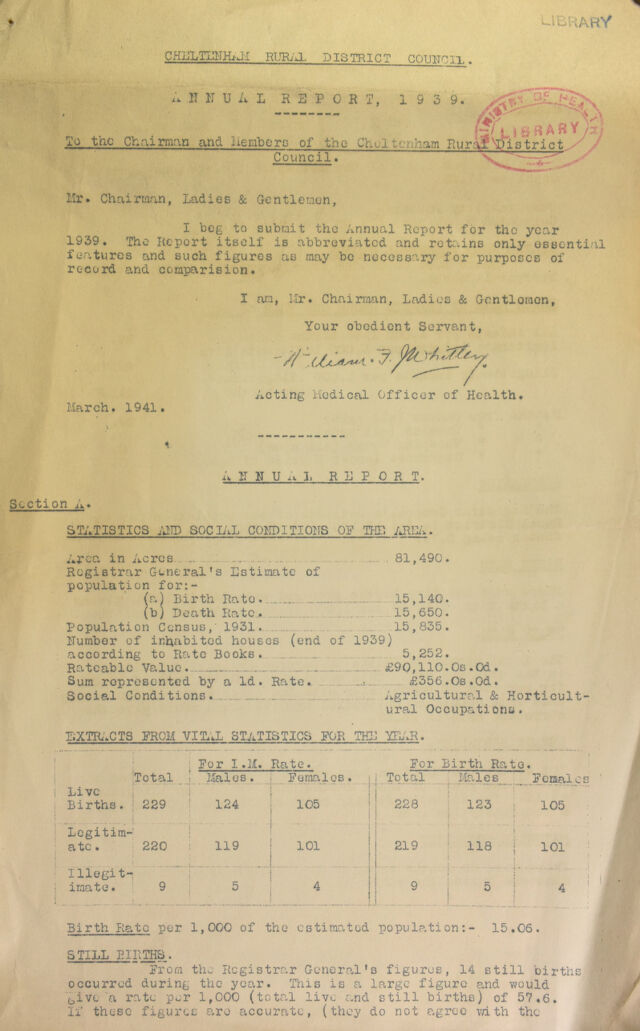 LIBRARY
CHELTENHAM RURAL DISTRICT COUNCIL.
ANNUAL REPORT, 1939.
MINISTRY OF HEALTH
LIBRARY
To the Chairman and Members of the Cheltenham Rural District
Council.
Mr. Chairman, Ladies & Gentlemen,
I beg to submit the Annual Report for the year
1939. The Report itself is abbreviated and retains only essential
features and such figures as may be necessary for purposes of
record and comparision.
I am, Mr. Chairman, Ladies & Gentlemen,
Your obedient Servant,
William. F. J. Whitley.
Acting Medical Officer of Health.
March. 1941.
ANNUAL REPORT.
Section A.
STATISTICS AND SOCIAL CONDITIONS OF THE AREA.
Area in Acres 81,490.
Registrar General's Estimate of
population for:-
(a) Birth Rate. 15,140.
(b) Death Rate. 15,650.
Population Census, 1931. 15,835.
Number of inhabited houses (end of 1939)
according to Rate Books. 5,252.
Rateable Value. £90,110.0s.0d.
Sum represented by a 1d. Rate. £356.0s.0d.
Social Conditions. Agricultural & Horticult-
ural Occupations.
EXTRACTS FROM VITAL STATISTICS FOR THE YEAR.
For I.M. Rate. For Birth Rate.
Total Males. Females. Total Males Females
Live
Births. 229 124 105 228 123 105
Legitim-
ate. 220 119 101 219 118 101
Illegit-
imate. 9 5 4 9 5 4
Birth Rate per 1,000 of the estimated population:- 15.06.
STILL BIRTHS.
From the Registrar General's figures, 14 still births
occurred during the year. This is a large figure and would
give a rate per 1,000 (total live and still births) of 57.6.
If these figures are accurate, (they do not agree with the